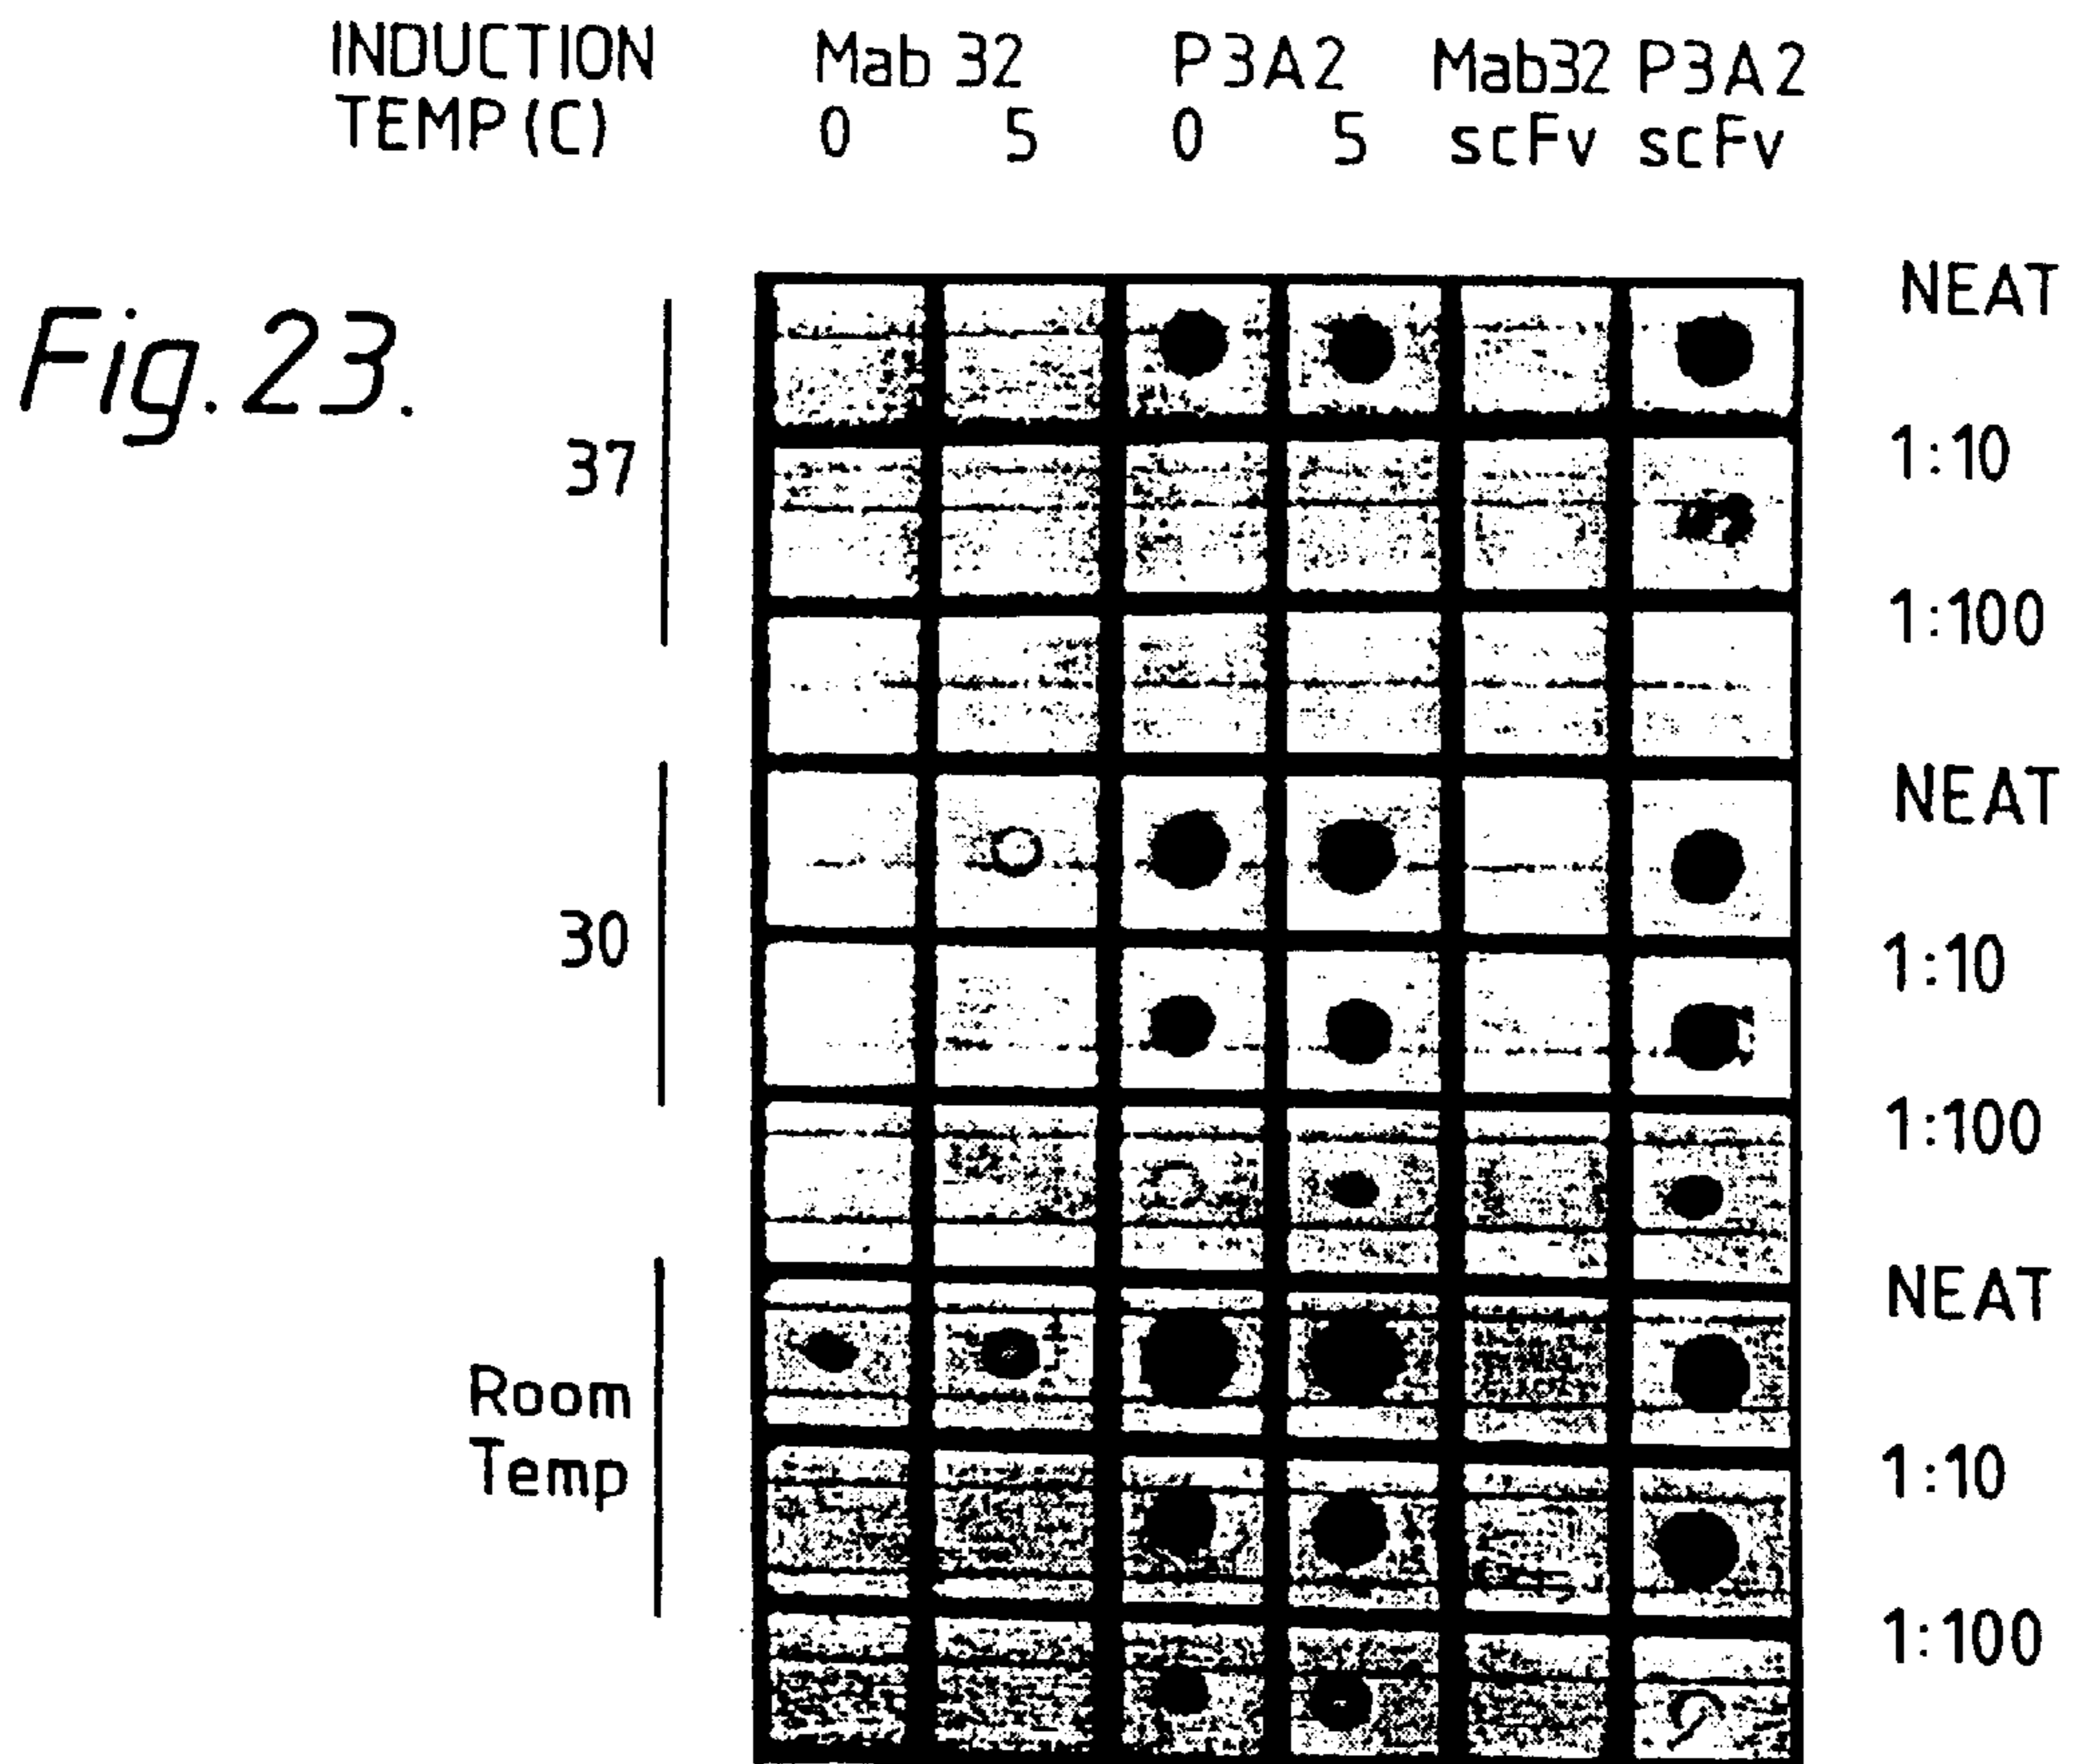 INDUCTION Mab 32 P3A2 Mab32 P3A2
TEMP (C) 0 5 0 5 scFv scFv
Fig. 23.
NEAT
37 1:10
1:100
NEAT
30 1:10
1:100
NEAT
Room
Temp 1:10
1:100